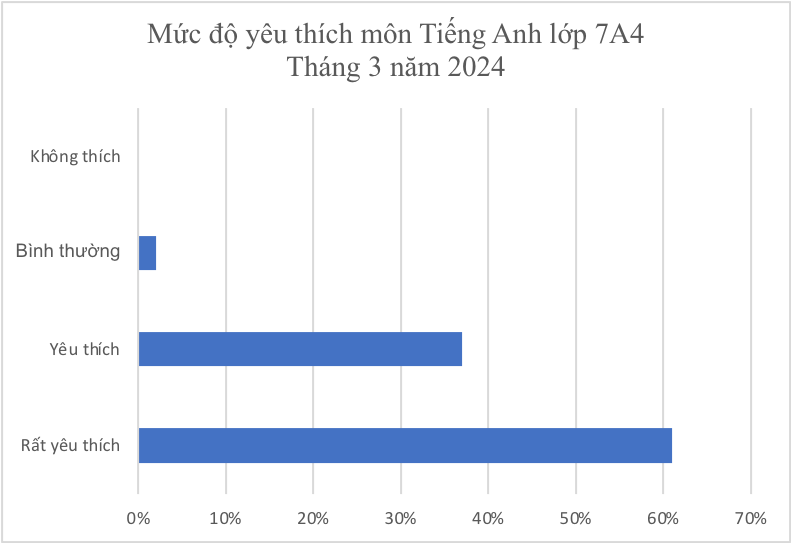 Mức độ yêu thích môn Tiếng Anh lớp 7A4
Tháng 3 năm 2024
Không thích
Bình thường
Yêu thích
Rất yêu thích
0% 10% 20% 30% 40% 50% 60% 70%